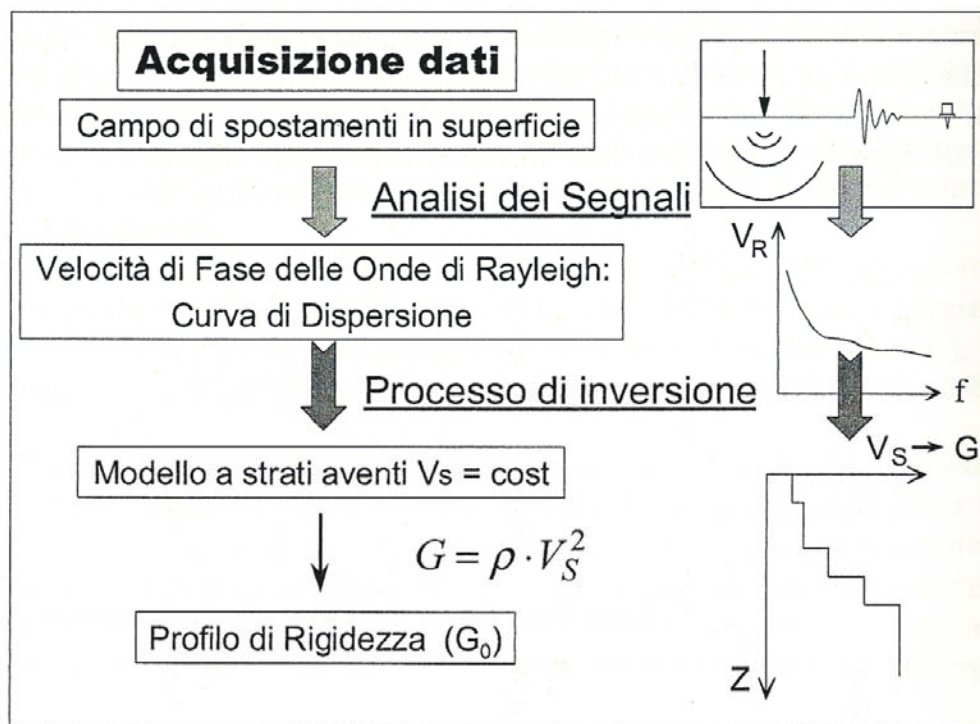 Acquisizione dati
Campo di spostamenti in superficie
Analisi dei Segnali
Velocità di Fase delle Onde di Rayleigh:
Curva di Dispersione
V_R
f
Processo di inversione
V_S → G
Modello a strati aventi Vs = cost
G = ρ · V_S^2
Profilo di Rigidezza (G₀)
Z